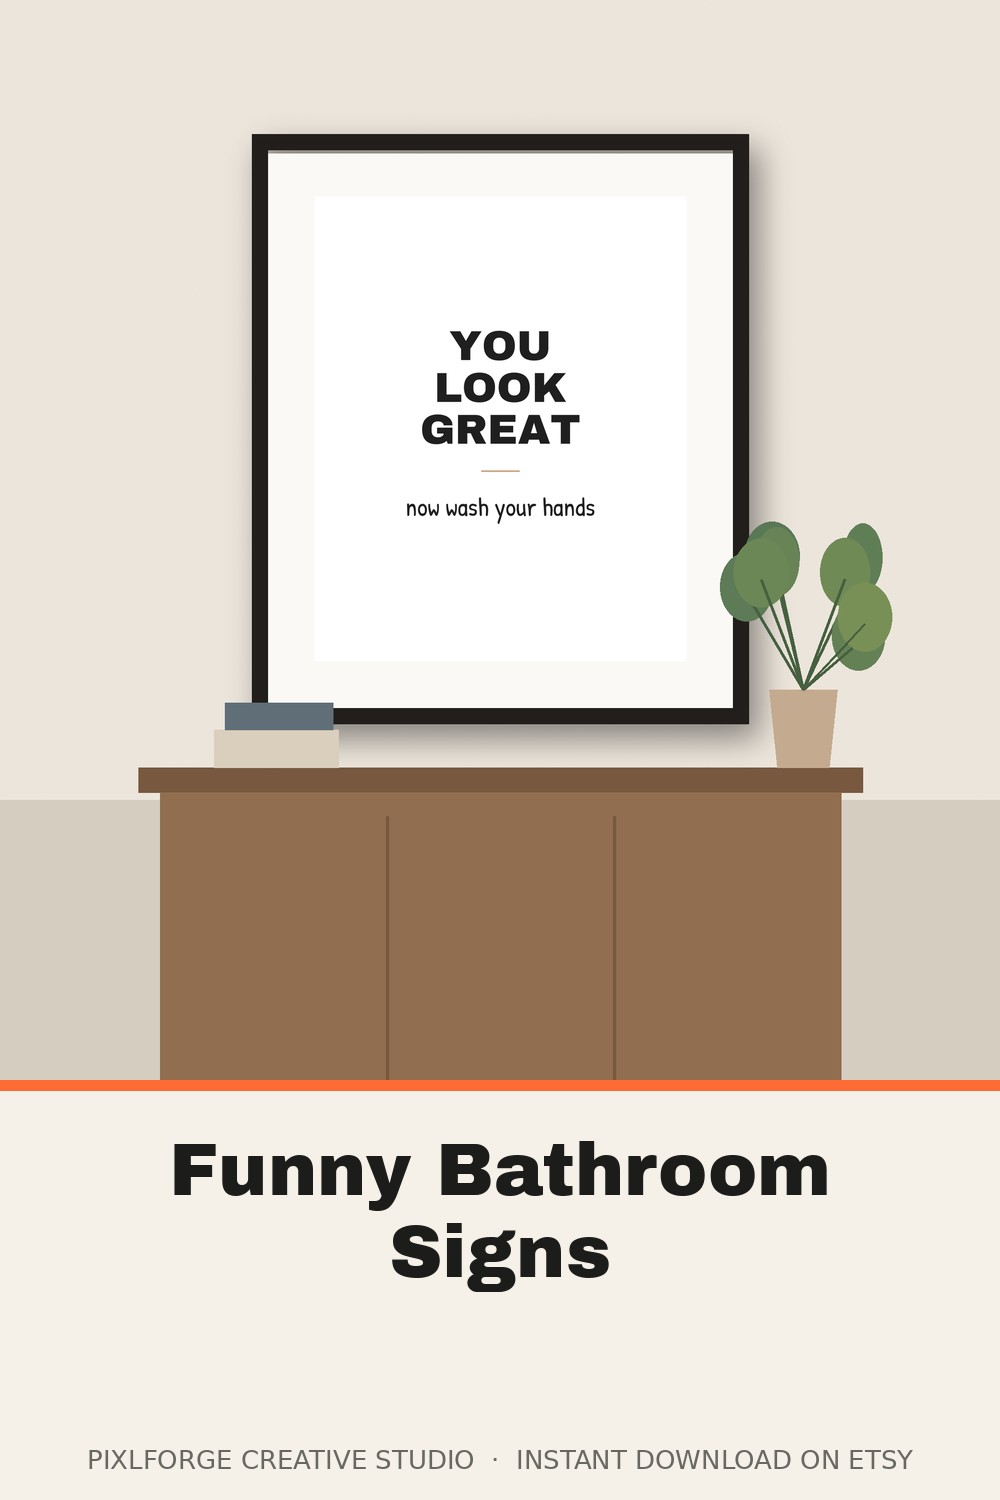 YOU
LOOK
GREAT
now wash your hands
Funny Bathroom
Signs
PIXLFORGE CREATIVE STUDIO · INSTANT DOWNLOAD ON ETSY